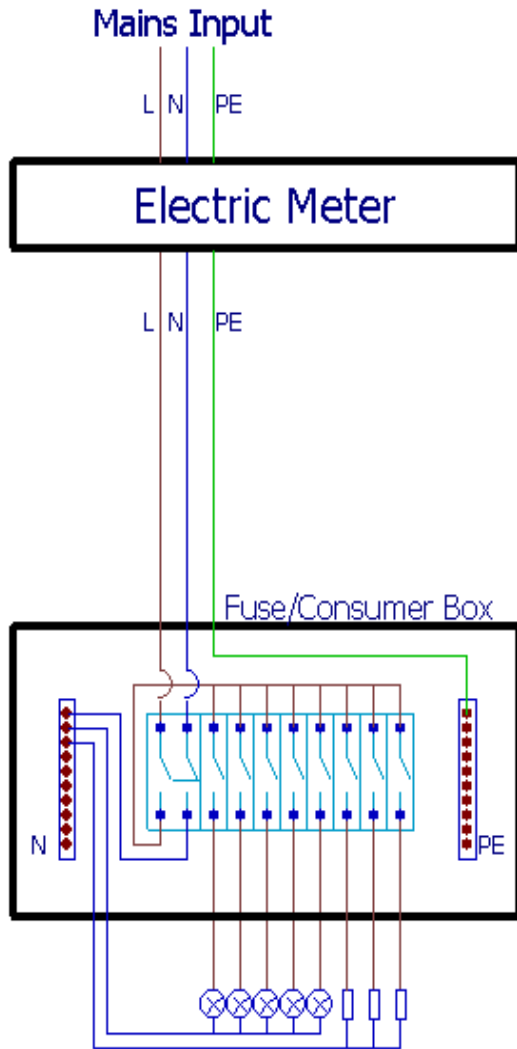 Mains Input
L N PE
Electric Meter
L N PE
Fuse/Consumer Box
N
PE